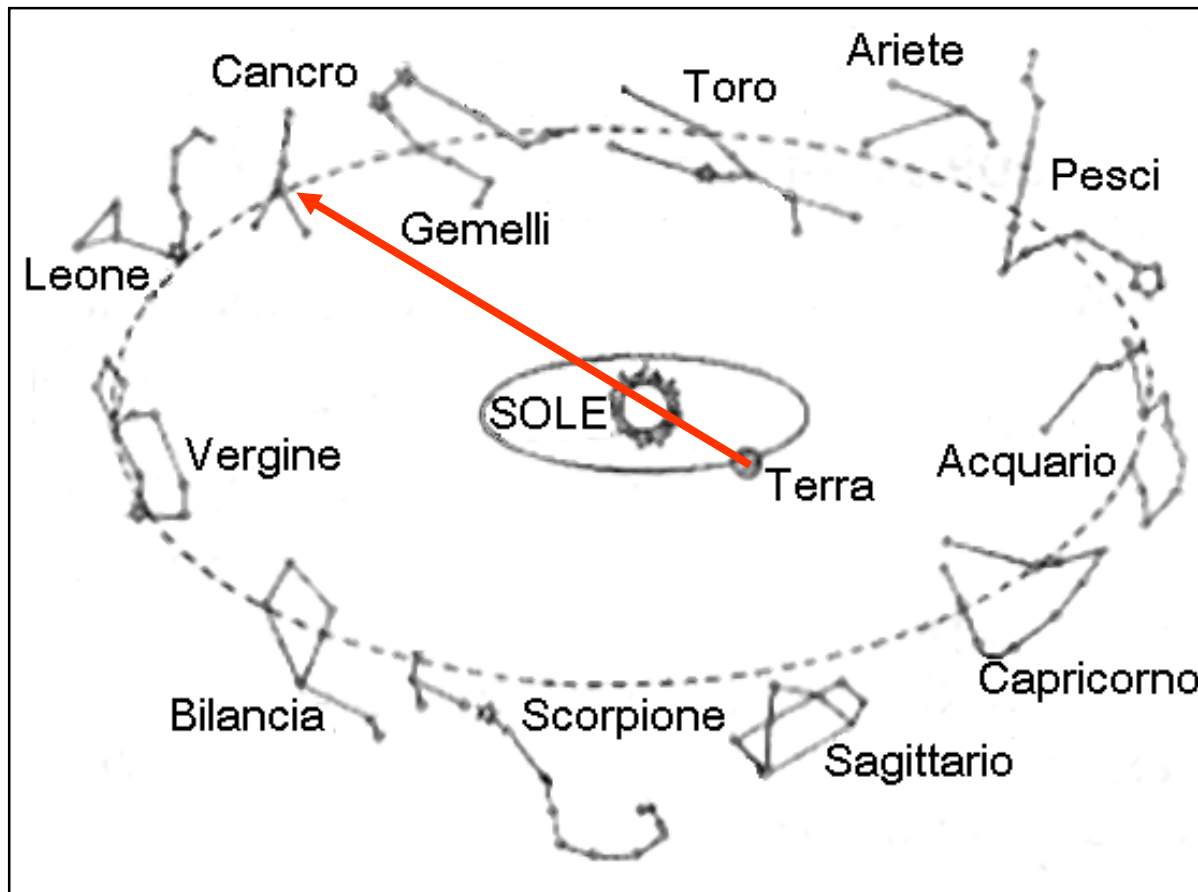 Ariete
Cancro
Toro
Pesci
Gemelli
Leone
SOLE
Vergine
Terra
Acquario
Capricorno
Bilancia
Scorpione
Sagittario